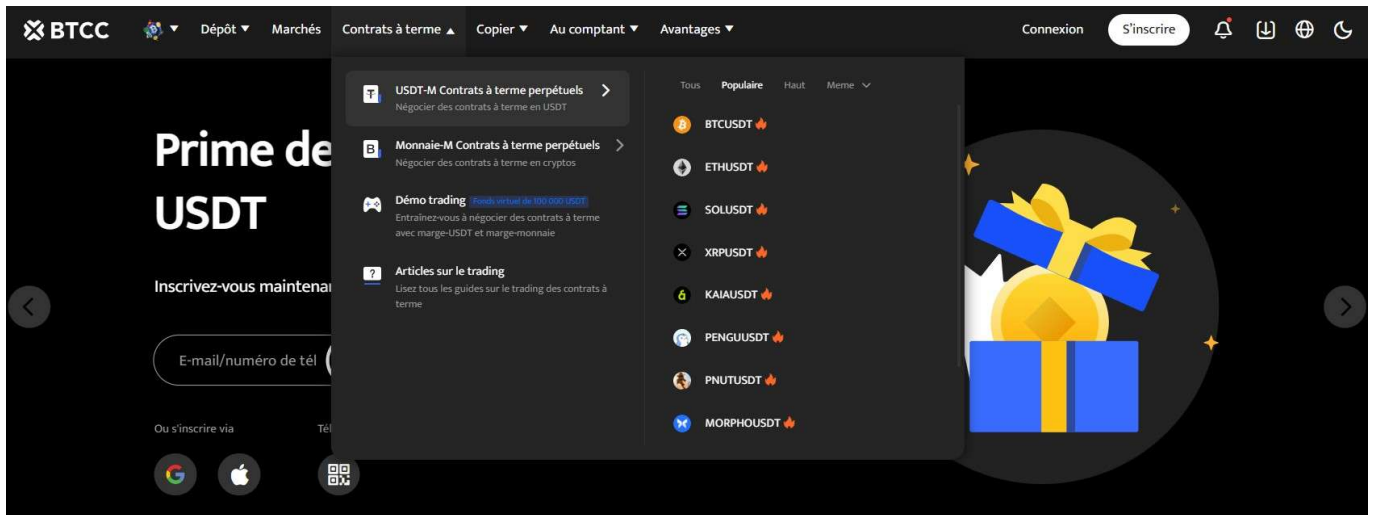 BTCC
Dépôt
Marchés
Contrats à terme
Copier
Au comptant
Avantages
Connexion
S'inscrire
Prime de
USDT
Inscrivez-vous maintenan
E-mail/numéro de tél
Ou s'inscrire via
Tél
USDT-M Contrats à terme perpétuels
Négocier des contrats à terme en USDT
B
Monnaie-M Contrats à terme perpétuels
Négocier des contrats à terme en cryptos
Démo trading Fonds virtuel de 100 000 USDT
Entraînez-vous à négocier des contrats à terme
avec marge-USDT et marge-monnaie
?
Articles sur le trading
Lisez tous les guides sur le trading des contrats à
terme
Tous
Populaire
Haut
Meme
BTCUSDT
ETHUSDT
SOLUSDT
XRPUSDT
KAIAUSDT
PENGUUSDT
PNUTUSDT
MORPHOUSDT